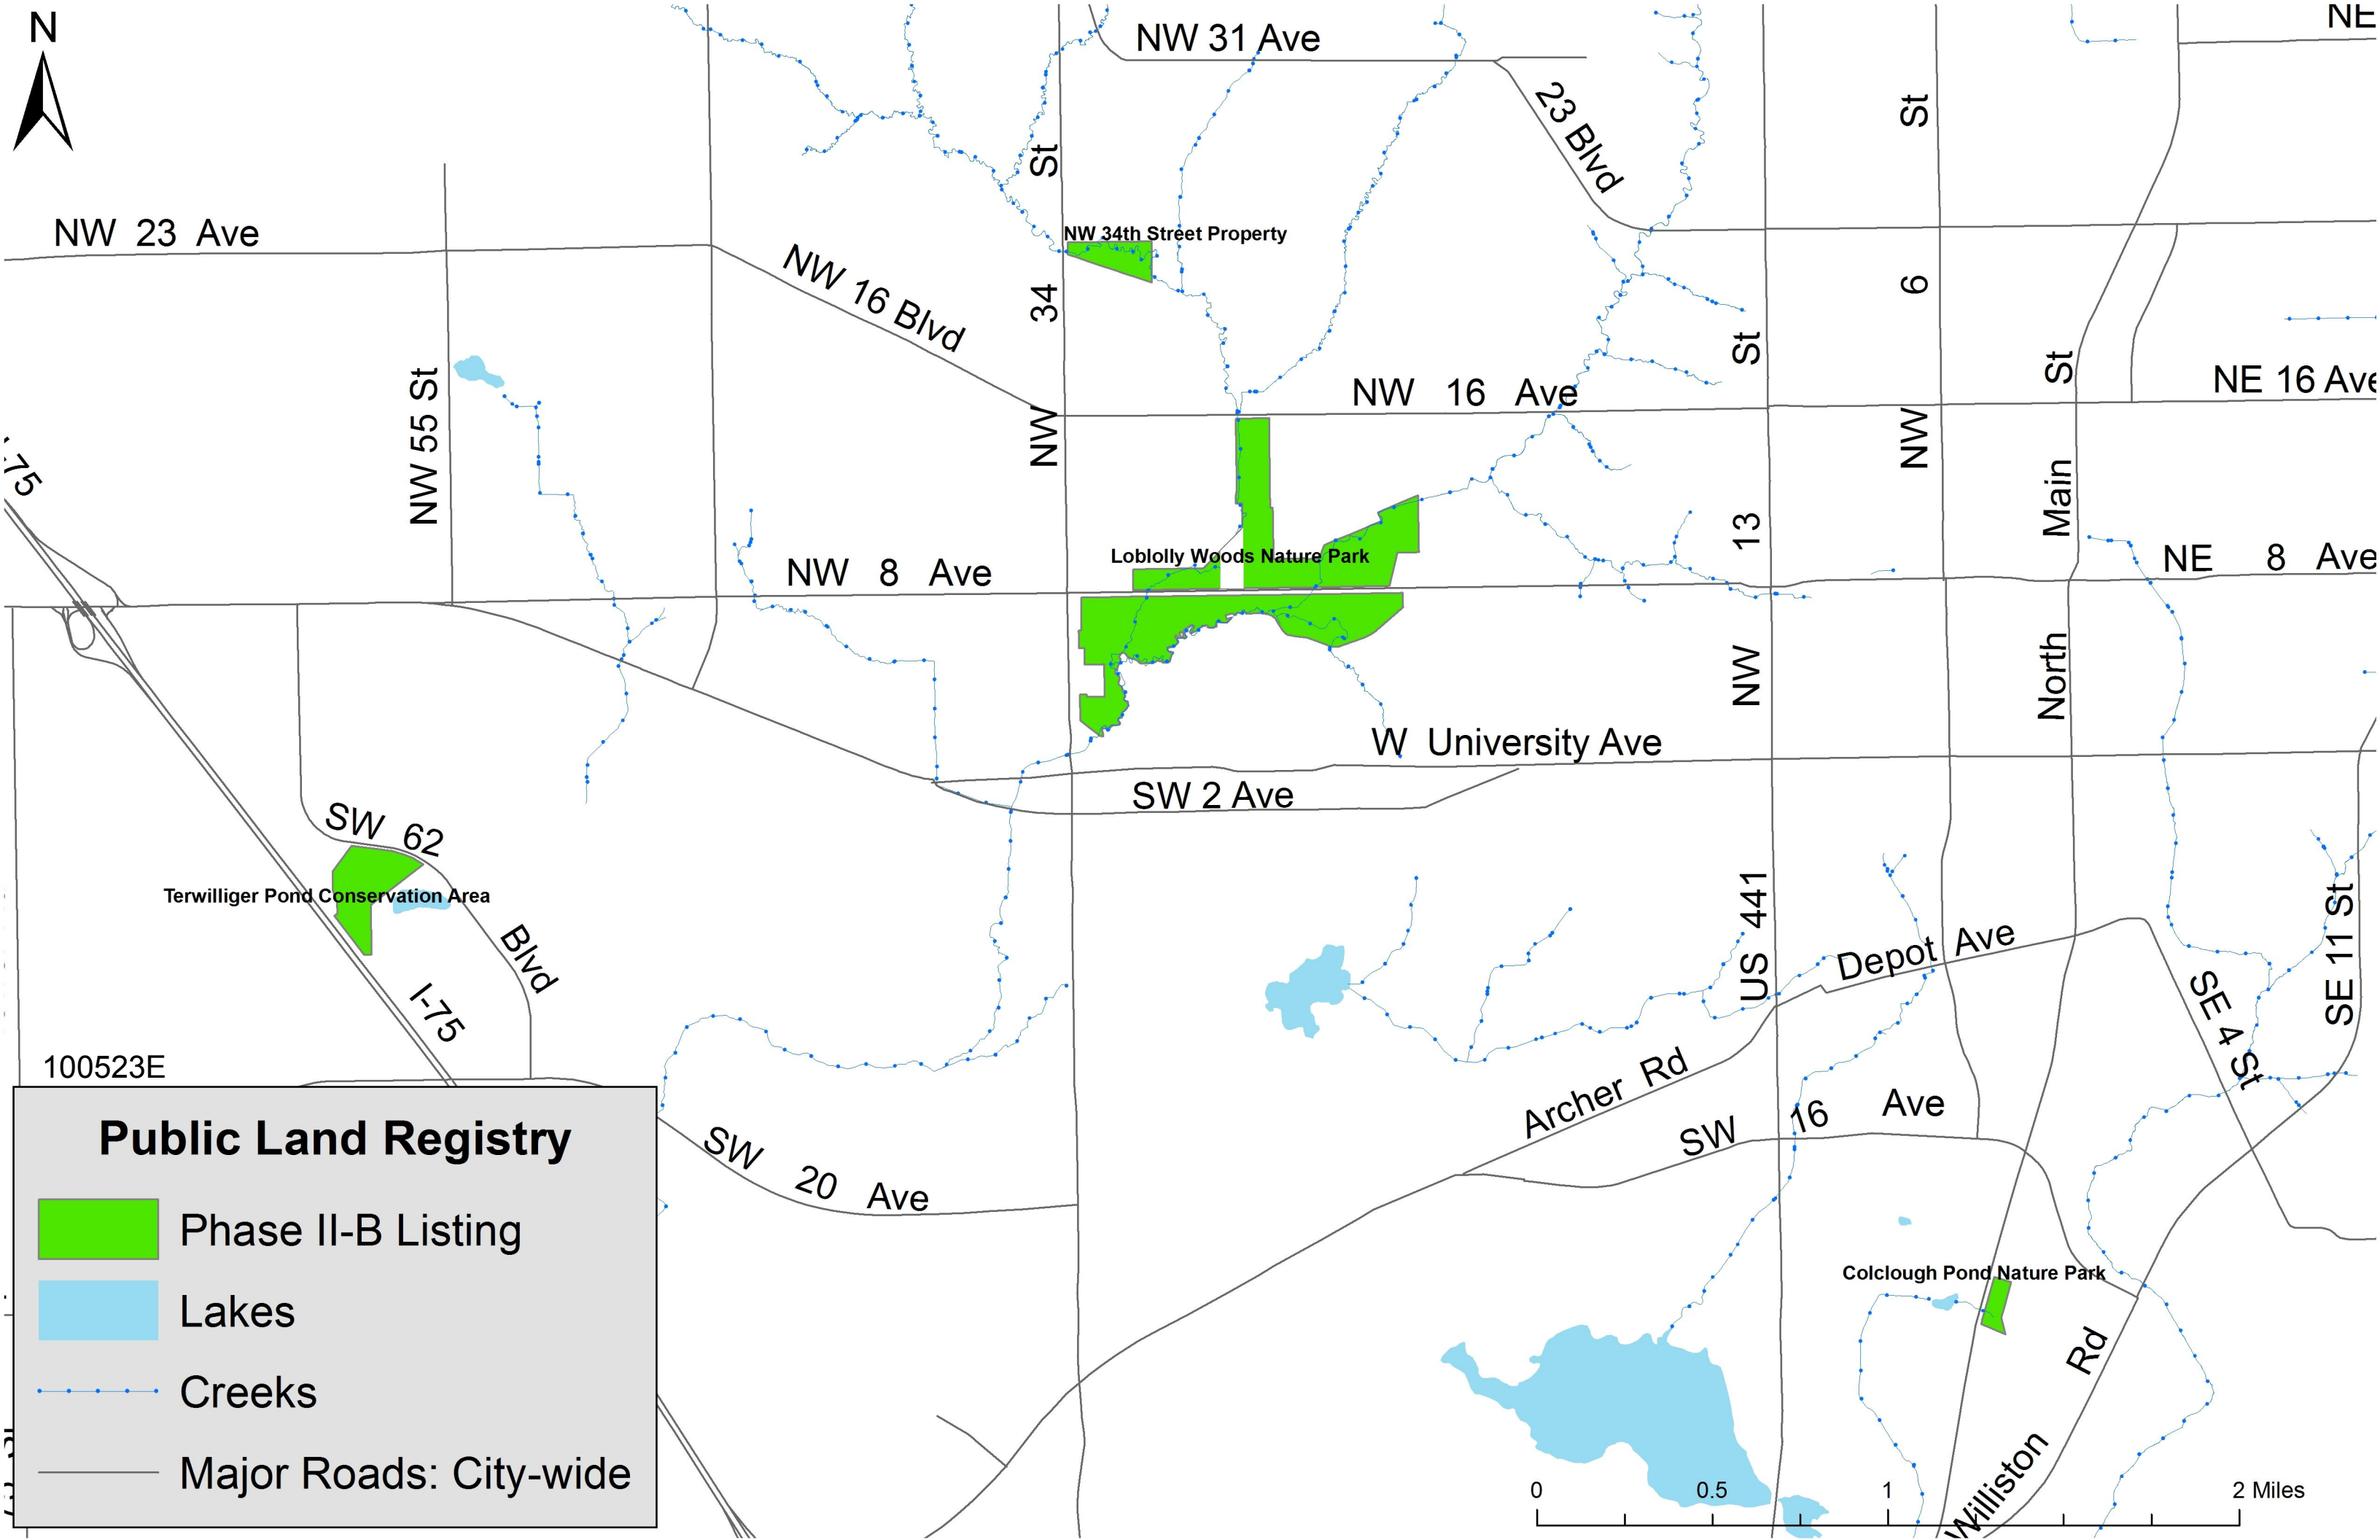 N
NW 31 Ave
NE
23 Blvd
St
St
NW 23 Ave
NW 34th Street Property
NW 16 Blvd
34
6
St
St
NW 55 St
NW 16 Ave
NE 16 Ave
NW
NW
-75
Main
13
Loblolly Woods Nature Park
NW 8 Ave
NE 8 Ave
NW
North
W University Ave
SW 2 Ave
SW 62
Blvd
Terwilliger Pond Conservation Area
US 441
SE 11 St
Depot Ave
I-75
SE 4 St
100523E
Archer Rd
SW 16 Ave
SW 20 Ave
Public Land Registry
Phase II-B Listing
Lakes
Creeks
Major Roads: City-wide
Colclough Pond Nature Park
Williston Rd
0 0.5 1 2 Miles